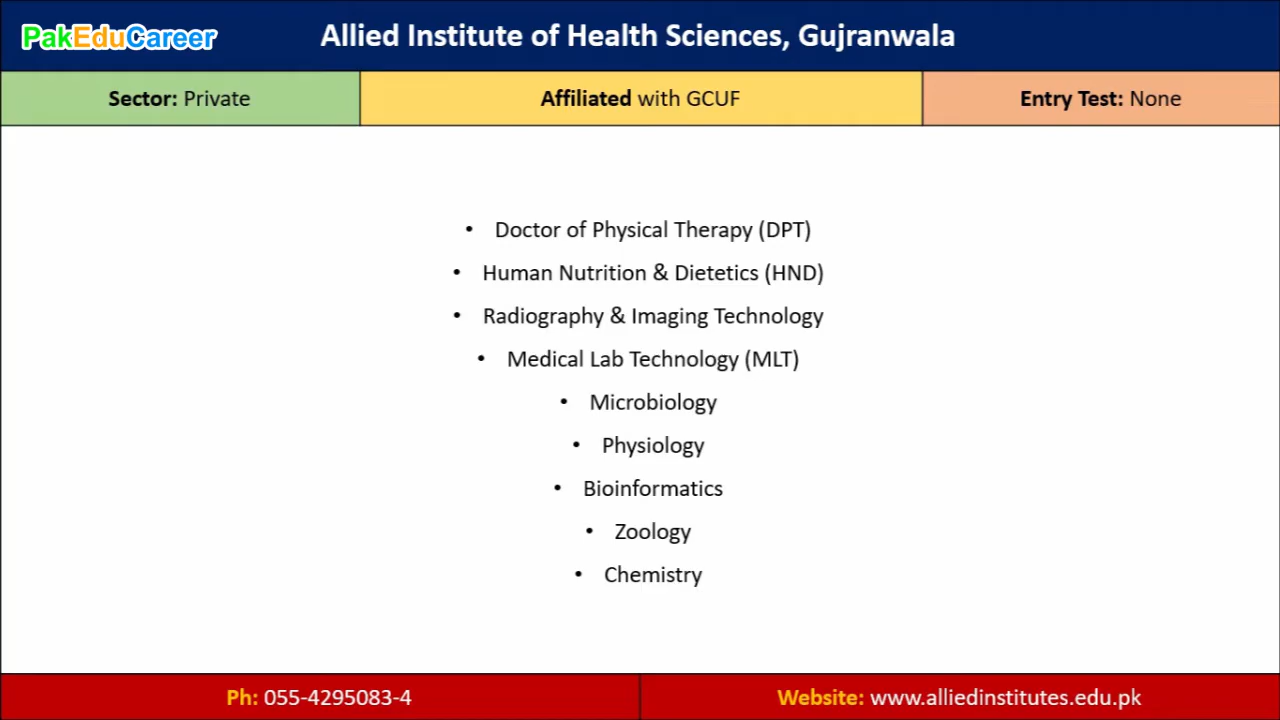 PakEduCareer
Allied Institute of Health Sciences, Gujranwala
Sector: Private
Affiliated with GCUF
Entry Test: None
• Doctor of Physical Therapy (DPT)
• Human Nutrition & Dietetics (HND)
• Radiography & Imaging Technology
• Medical Lab Technology (MLT)
• Microbiology
• Physiology
• Bioinformatics
• Zoology
• Chemistry
Ph: 055-4295083-4
Website: www.alliedinstitutes.edu.pk